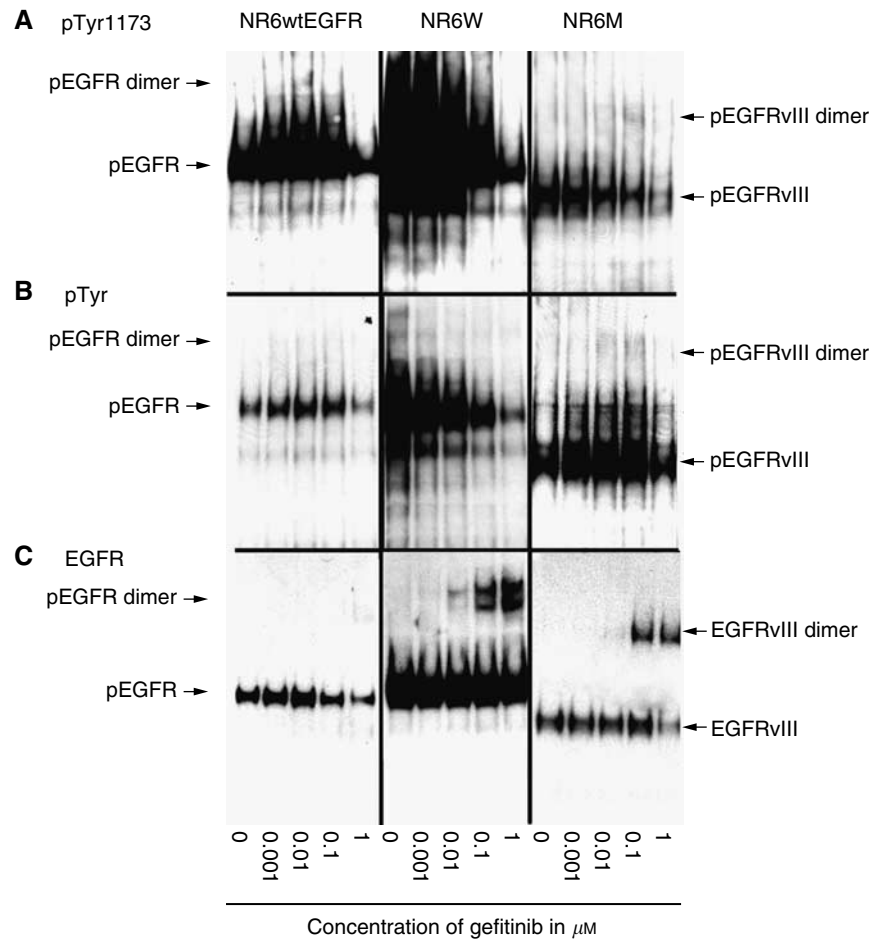 A pTyr1173 NR6wtEGFR NR6W NR6M
pEGFR dimer
pEGFRvIII dimer
pEGFR
pEGFRvIII
B pTyr
pEGFR dimer
pEGFRvIII dimer
pEGFR
pEGFRvIII
C EGFR
pEGFR dimer
EGFRvIII dimer
pEGFR
EGFRvIII
0 0.001 0.01 0.1 1 0 0.001 0.01 0.1 1 0 0.001 0.01 0.1 1
Concentration of gefitinib in μM